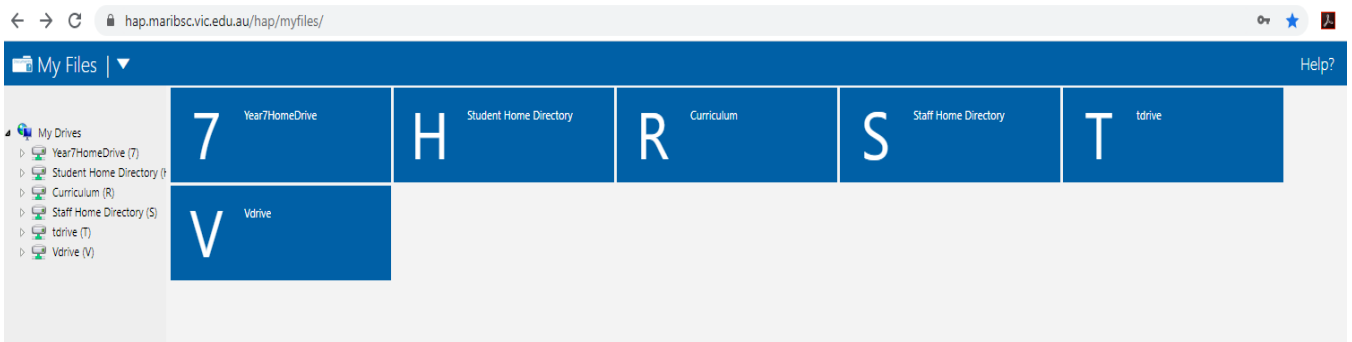 hap.maribsc.vic.edu.au/hap/myfiles/
My Files | ▼
Help?
My Drives
Year7HomeDrive (7)
Student Home Directory (H
Curriculum (R)
Staff Home Directory (S)
tdrive (T)
Vdrive (V)
7 Year7HomeDrive
H Student Home Directory
R Curriculum
S Staff Home Directory
T tdrive
V Vdrive